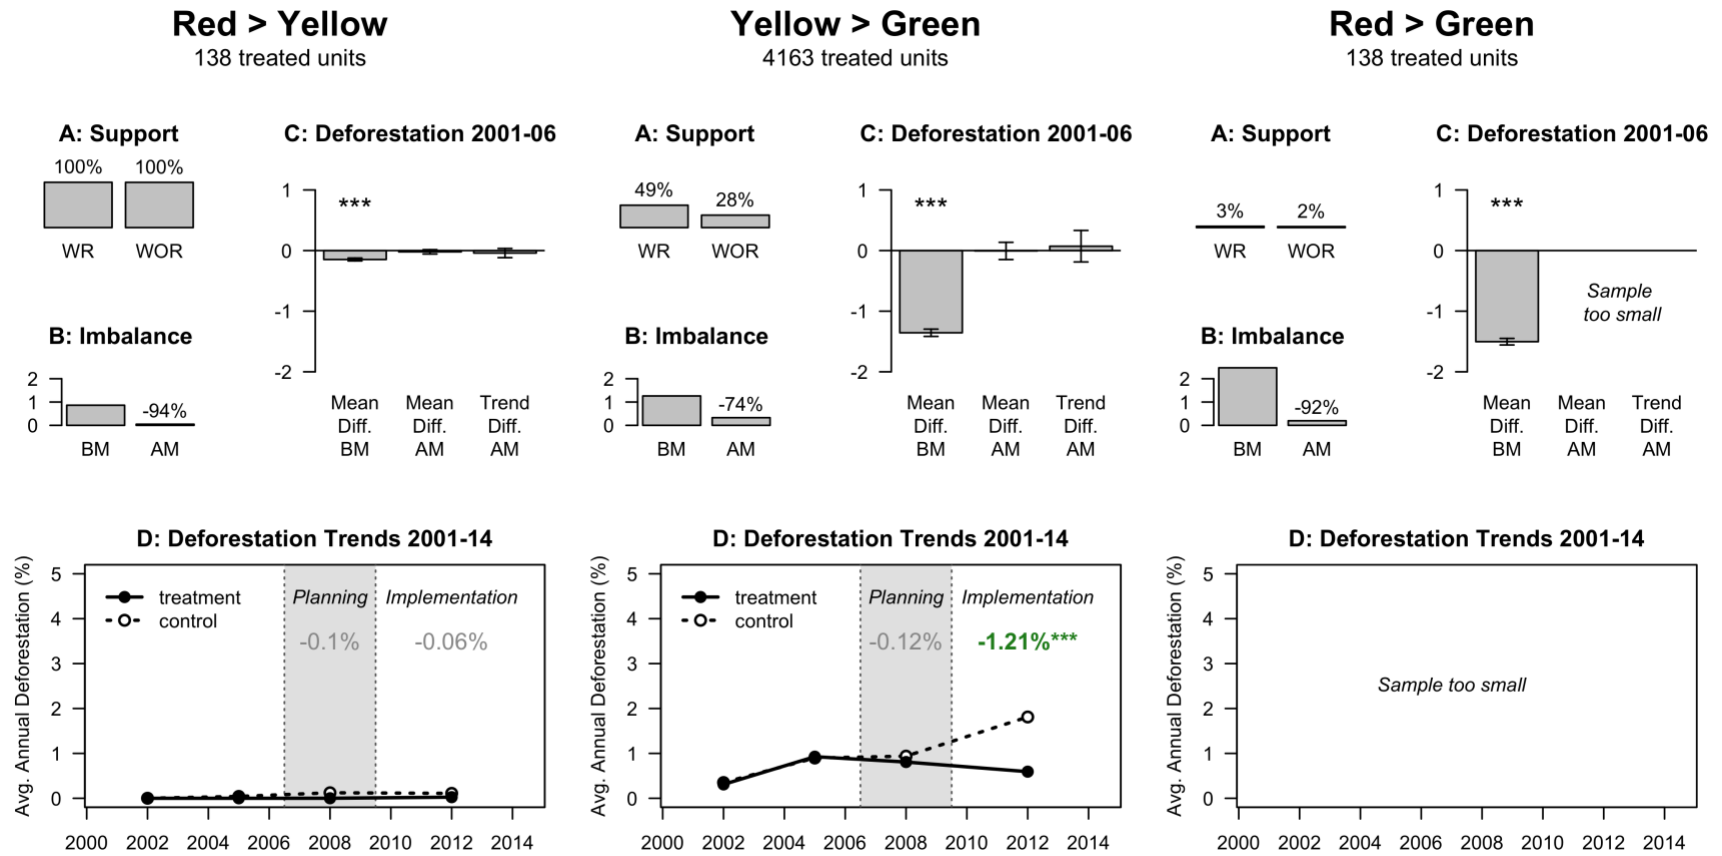 Red > Yellow
138 treated units
A: Support
100% 100%
WR WOR
B: Imbalance
2
1
0
-94%
BM AM
C: Deforestation 2001-06
1
0
-1
-2
***
Mean Mean Trend
Diff. Diff. Diff.
BM AM AM
D: Deforestation Trends 2001-14
Avg. Annual Deforestation (%)
5
4
3
2
1
0
treatment
control
Planning Implementation
-0.1% -0.06%
2000 2002 2004 2006 2008 2010 2012 2014
Yellow > Green
4163 treated units
A: Support
49% 28%
WR WOR
B: Imbalance
2
1
0
-74%
BM AM
C: Deforestation 2001-06
1
0
-1
-2
***
Mean Mean Trend
Diff. Diff. Diff.
BM AM AM
D: Deforestation Trends 2001-14
Avg. Annual Deforestation (%)
5
4
3
2
1
0
treatment
control
Planning Implementation
-0.12% -1.21%***
2000 2002 2004 2006 2008 2010 2012 2014
Red > Green
138 treated units
A: Support
3% 2%
WR WOR
B: Imbalance
2
1
0
-92%
BM AM
C: Deforestation 2001-06
1
0
-1
-2
***
Sample
too small
Mean Mean Trend
Diff. Diff. Diff.
BM AM AM
D: Deforestation Trends 2001-14
Avg. Annual Deforestation (%)
5
4
3
2
1
0
Sample too small
2000 2002 2004 2006 2008 2010 2012 2014